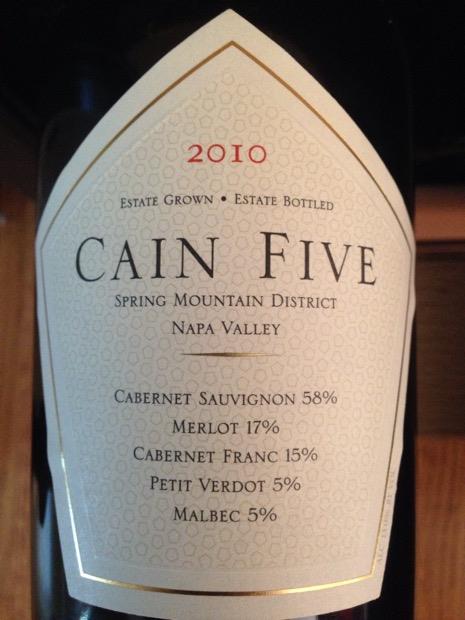 2010
ESTATE GROWN • ESTATE BOTTLED
CAIN FIVE
SPRING MOUNTAIN DISTRICT
NAPA VALLEY
CABERNET SAUVIGNON 58%
MERLOT 17%
CABERNET FRANC 15%
PETIT VERDOT 5%
MALBEC 5%